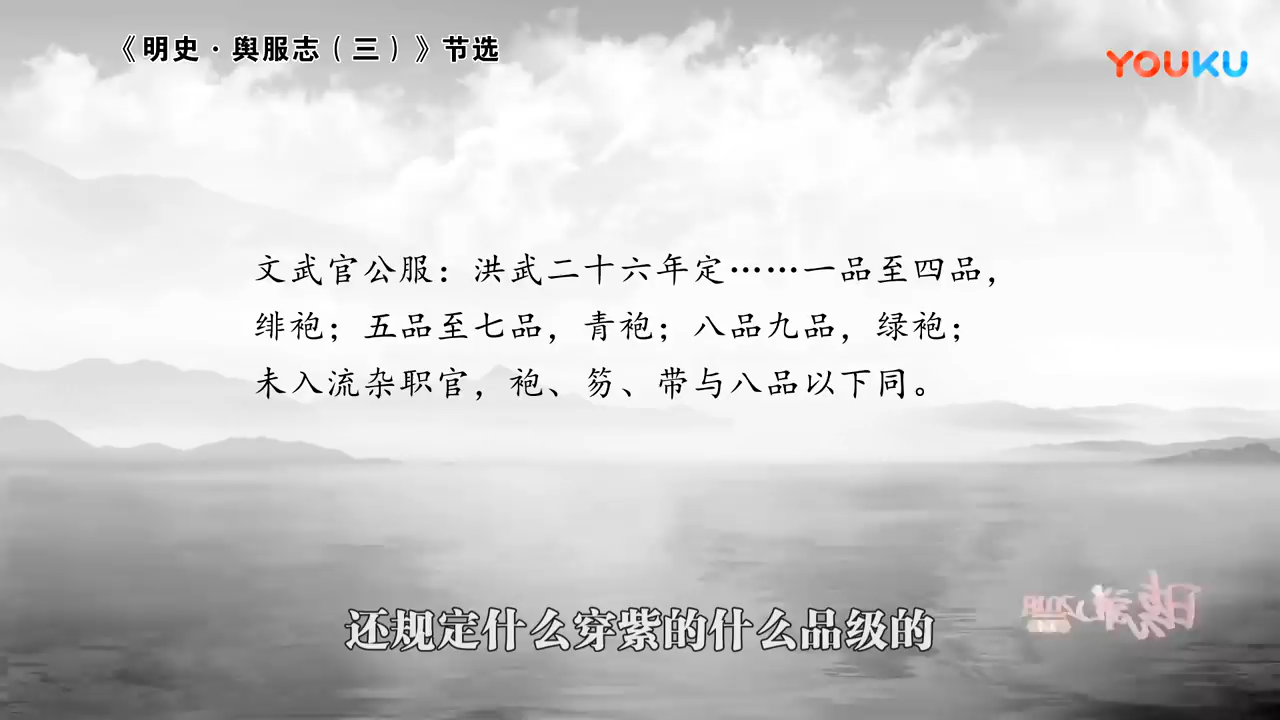 《明史·舆服志(三)》节选
YOUKU
文武官公服：洪武二十六年定……一品至四品，
绯袍；五品至七品，青袍；八品九品，绿袍；
未入流杂职官，袍、笏、带与八品以下同。
还规定什么穿紫的什么品级的